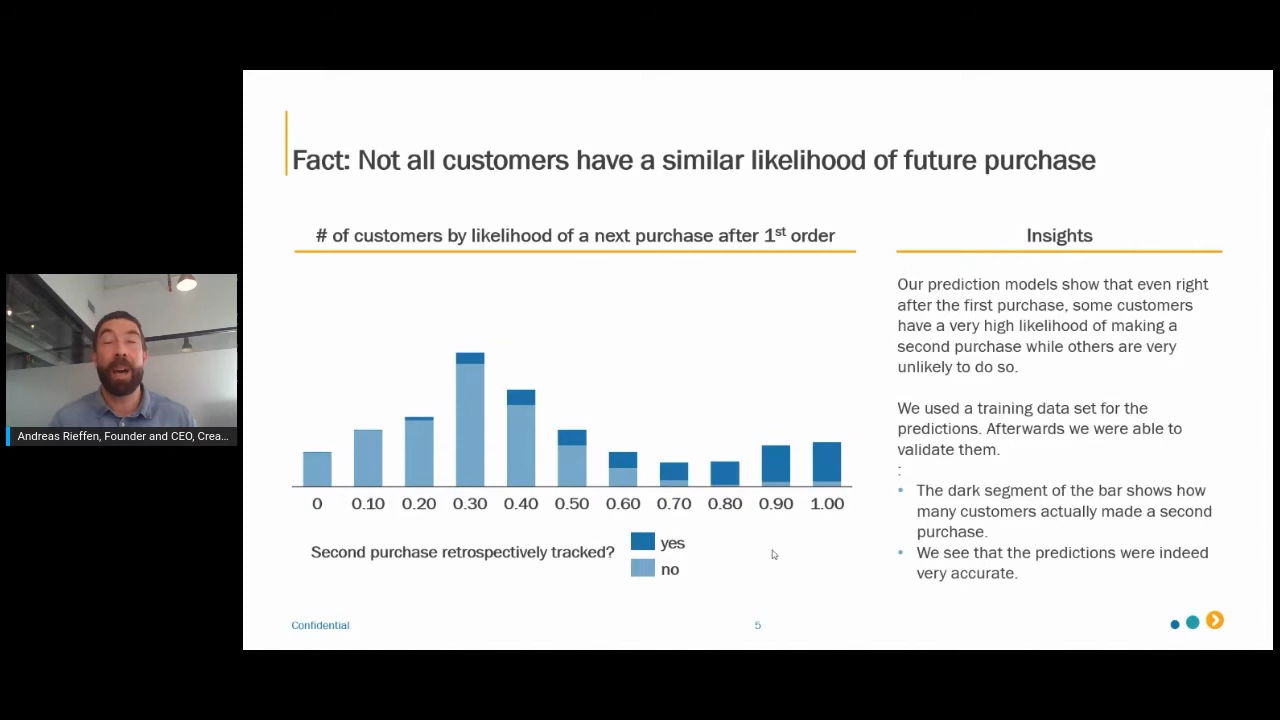 Fact: Not all customers have a similar likelihood of future purchase
# of customers by likelihood of a next purchase after 1st order
0 0.10 0.20 0.30 0.40 0.50 0.60 0.70 0.80 0.90 1.00
Second purchase retrospectively tracked?
yes
no
Insights
Our prediction models show that even right
after the first purchase, some customers
have a very high likelihood of making a
second purchase while others are very
unlikely to do so.
We used a training data set for the
predictions. Afterwards we were able to
validate them.
:
• The dark segment of the bar shows how
many customers actually made a second
purchase.
• We see that the predictions were indeed
very accurate.
Andreas Rieffen, Founder and CEO, Crea...
Confidential
5